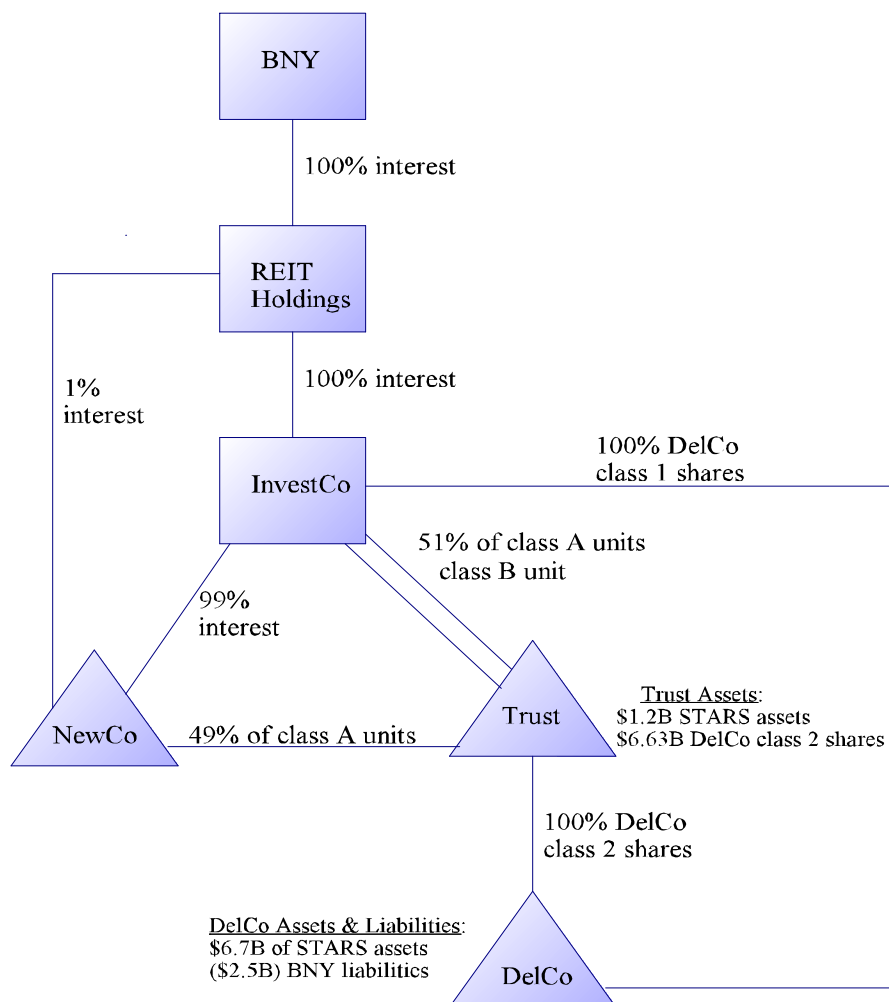 BNY
100% interest
REIT
Holdings
1%
interest
100% interest
InvestCo
100% DelCo
class 1 shares
51% of class A units
class B unit
99%
interest
NewCo
49% of class A units
Trust
Trust Assets:
$1.2B STARS assets
$6.63B DelCo class 2 shares
100% DelCo
class 2 shares
DelCo Assets & Liabilities:
$6.7B of STARS assets
($2.5B) BNY liabilities
DelCo